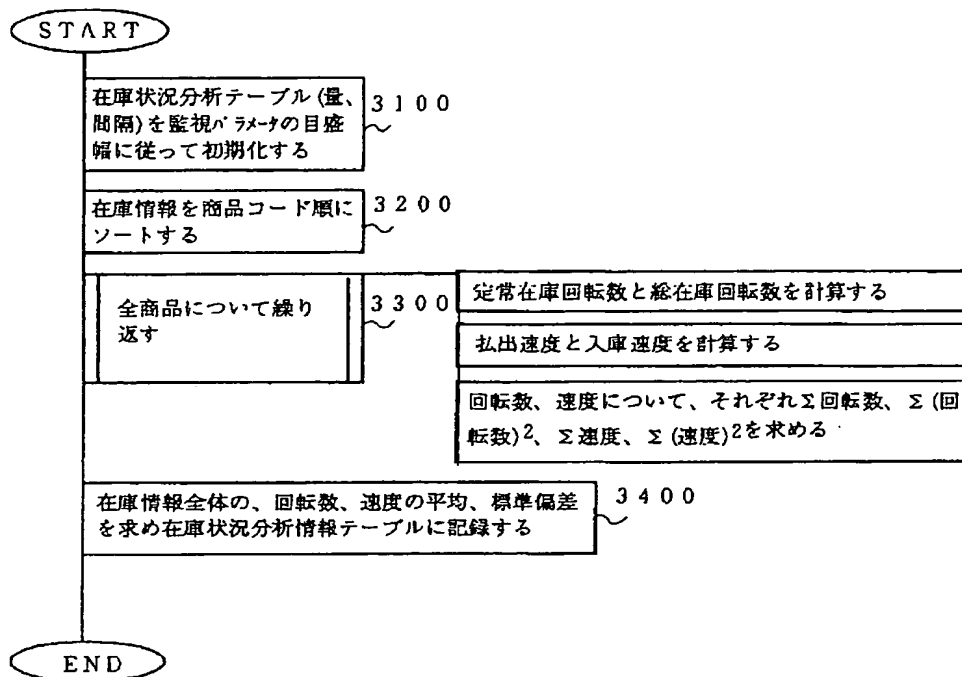 START
在庫状況分析テーブル(量、
間隔)を監視パラメータの目盛
幅に従って初期化する
3100
在庫情報を商品コード順に
ソートする
3200
全商品について繰り
返す
3300
定常在庫回転数と総在庫回転数を計算する
払出速度と入庫速度を計算する
回転数、速度について、それぞれΣ回転数、Σ(回
転数)2、Σ速度、Σ(速度)2を求める
在庫情報全体の、回転数、速度の平均、標準偏差
を求め在庫状況分析情報テーブルに記録する
3400
END